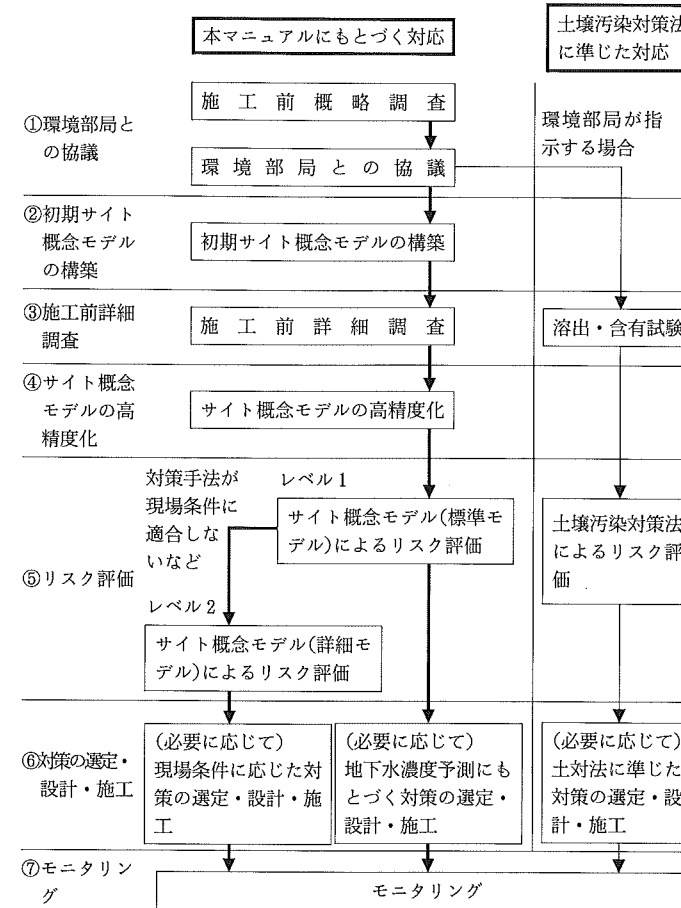 本マニュアルにもとづく対応
土壌汚染対策法
に準じた対応
施工前概略調査
①環境部局と
の協議
環境部局が指
示する場合
環境部局との協議
②初期サイト
概念モデル
の構築
初期サイト概念モデルの構築
③施工前詳細
調査
施工前詳細調査
溶出・含有試験
④サイト概念
モデルの高
精度化
サイト概念モデルの高精度化
対策手法が
現場条件に
適合しな
いなど
レベル1
サイト概念モデル(標準モ
デル)によるリスク評価
土壌汚染対策法
によるリスク評
価
⑤リスク評価
レベル2
サイト概念モデル(詳細モ
デル)によるリスク評価
⑥対策の選定・
設計・施工
(必要に応じて)
現場条件に応じた対
策の選定・設計・施
工
(必要に応じて)
地下水濃度予測にも
とづく対策の選定・
設計・施工
(必要に応じて)
土対法に準じた
対策の選定・設
計・施工
⑦モニタリン
グ
モニタリング